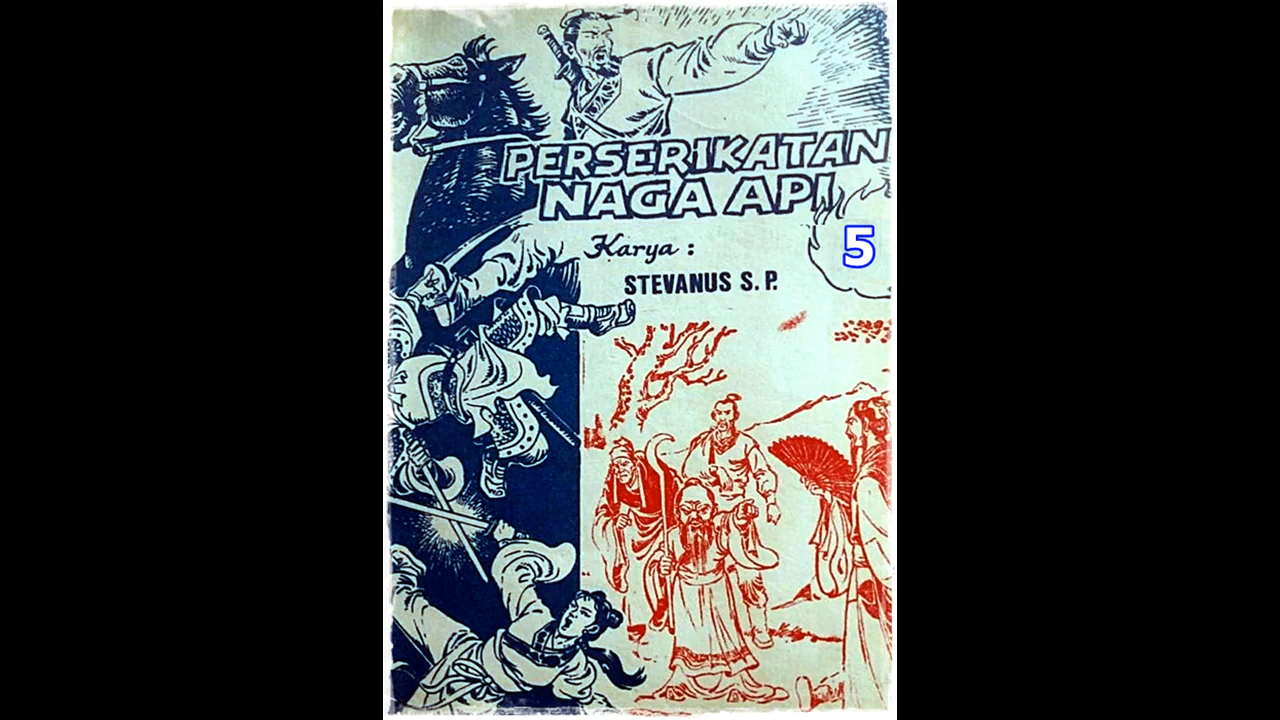 PERSERIKATAN
NAGA API
5
Karya :
STEVANUS S. P.